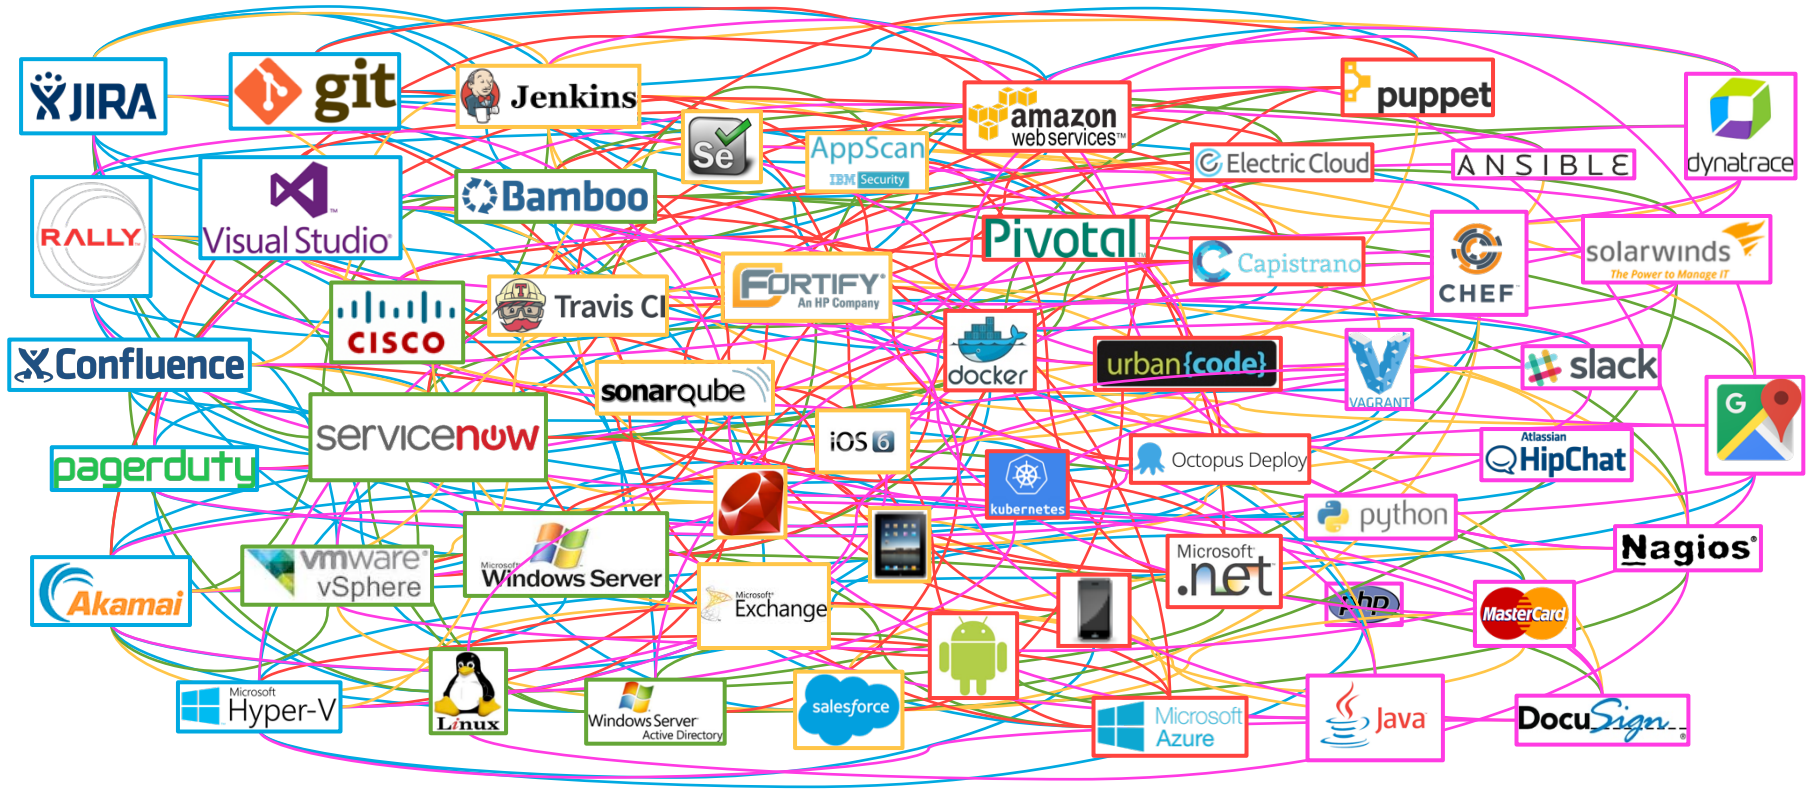 JIRA
git
Jenkins
Se
AppScan
IBM Security
amazon
web services™
puppet
dynatrace
Electric Cloud
ANSIBLE
RALLY
Visual Studio
Bamboo
Pivotal
Capistrano
CHEF
solarwinds
The Power to Manage IT
CISCO
Travis CI
FORTIFY
An HP Company
docker
urban{code}
VAGRANT
slack
G
Confluence
sonarqube
servicenow
iOS 6
Octopus Deploy
Atlassian
HipChat
pagerduty
kubernetes
python
Nagios®
Akamai
vmware®
vSphere
Microsoft
Windows Server
Microsoft
Exchange
Microsoft
.net
php
MasterCard
Microsoft
Hyper-V
Linux
Windows Server
Active Directory
salesforce
Microsoft
Azure
Java
DocuSign